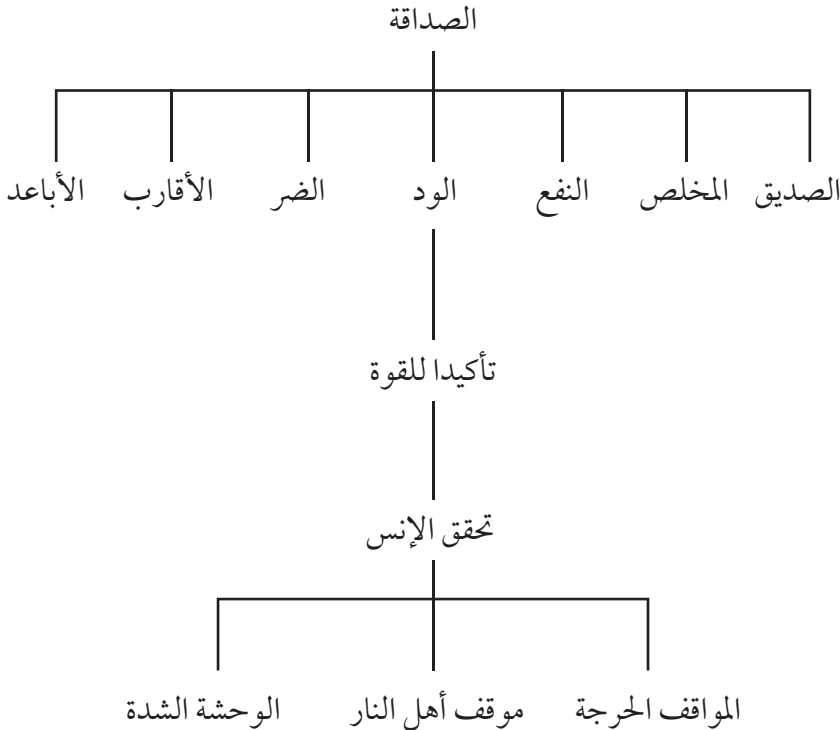 الصداقة
الصديق المخلص النفع الود الضر الأقارب الأباعد
تأكيدا للقوة
تحقق الإنس
المواقف الحرجة موقف أهل النار الوحشة الشدة